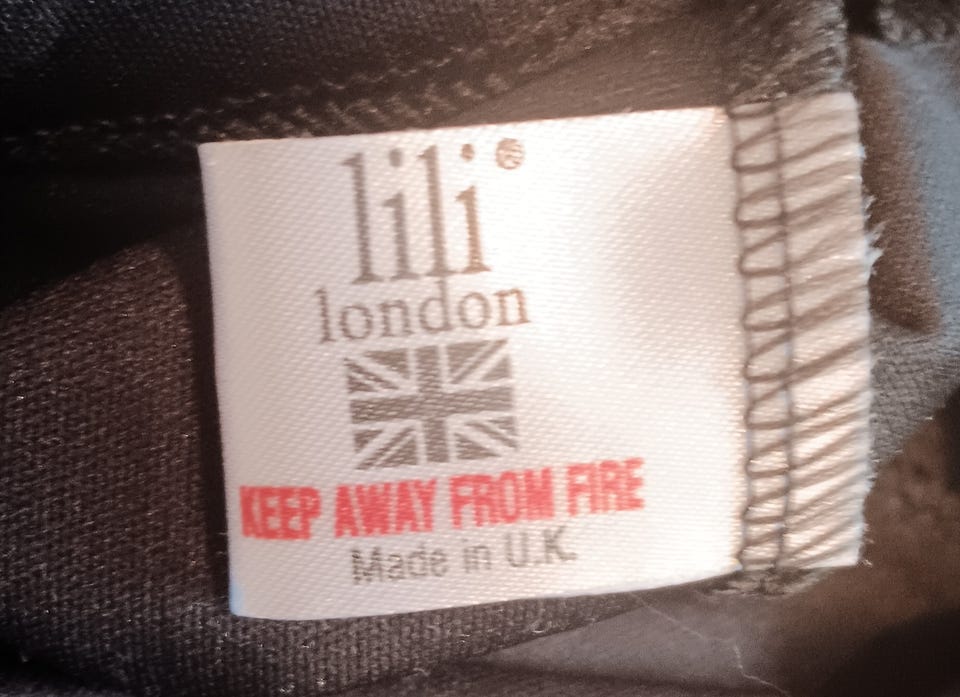 lili®
london
KEEP AWAY FROM FIRE
Made in U.K.